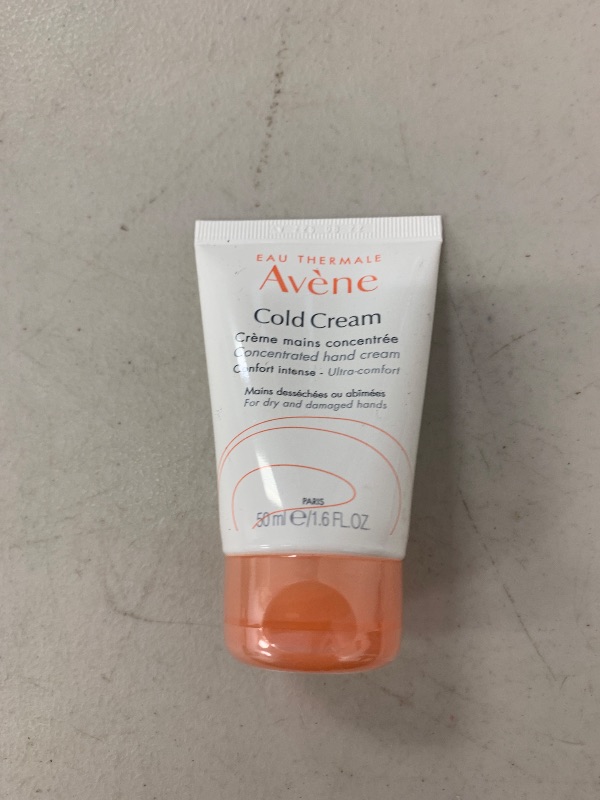 EAU THERMALE
Avène
Cold Cream
Crème mains concentrée
Concentrated hand cream
Confort intense - Ultra-comfort
Mains desséchées ou abîmées
For dry and damaged hands
PARIS
50 ml ℮/1.6 FL.OZ.